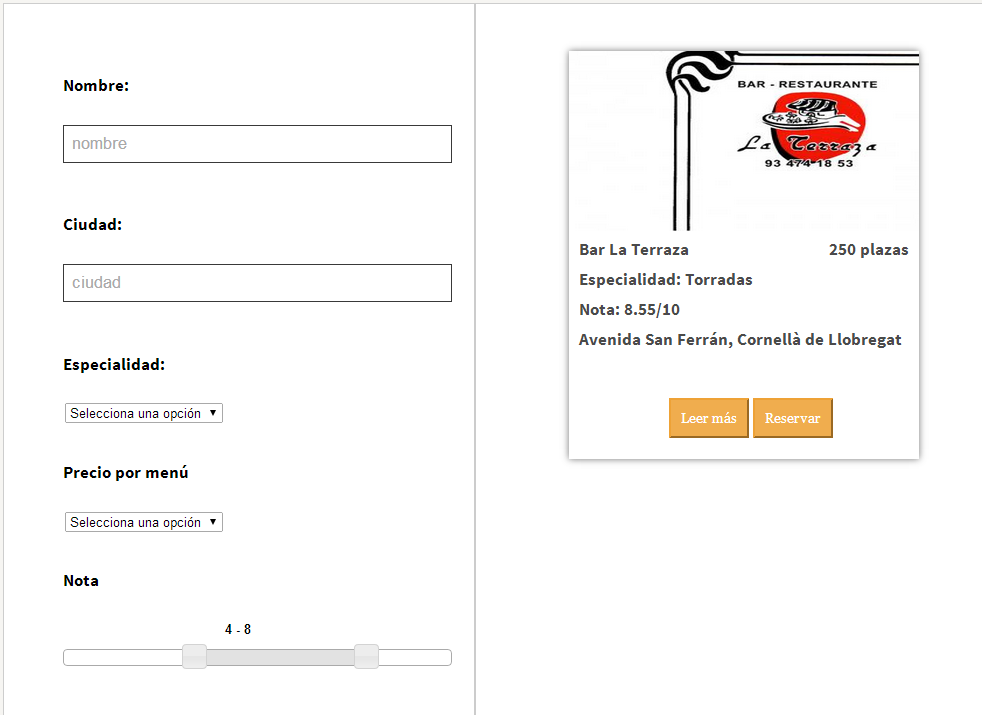 Nombre:
nombre
Ciudad:
ciudad
Especialidad:
Selecciona una opción
Precio por menú
Selecciona una opción
Nota
4 - 8
BAR - RESTAURANTE
La Terraza
93 474 18 53
Bar La Terraza 250 plazas
Especialidad: Torradas
Nota: 8.55/10
Avenida San Ferrán, Cornellà de Llobregat
Leer más Reservar